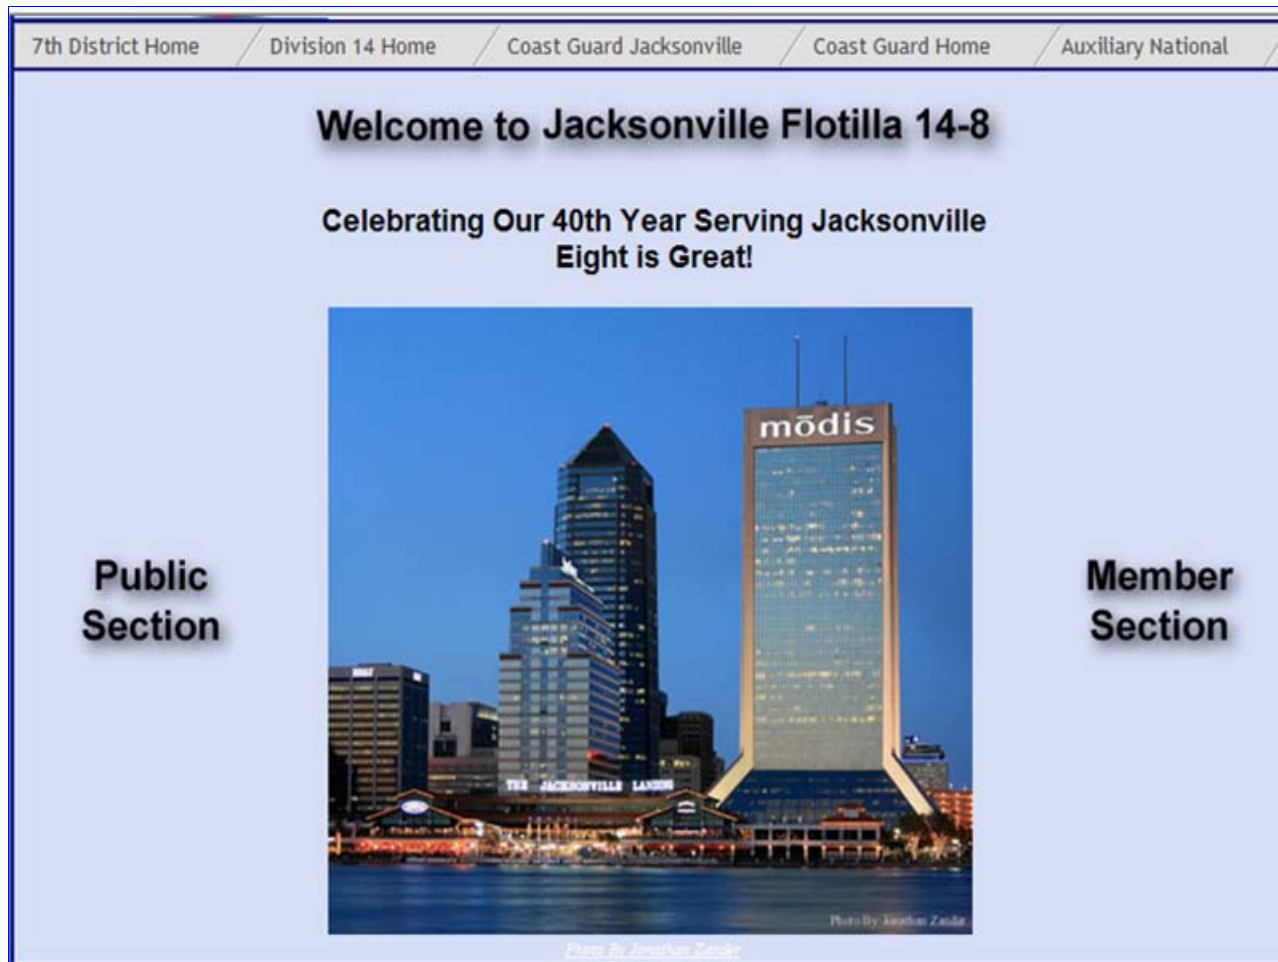 7th District Home
Division 14 Home
Coast Guard Jacksonville
Coast Guard Home
Auxiliary National
Welcome to Jacksonville Flotilla 14-8
Celebrating Our 40th Year Serving Jacksonville
Eight is Great!
mōdis
Public
Section
Member
Section
THE JACKSONVILLE LANDING
Photo By Jonathan Zander
Photo By Jonathan Zander